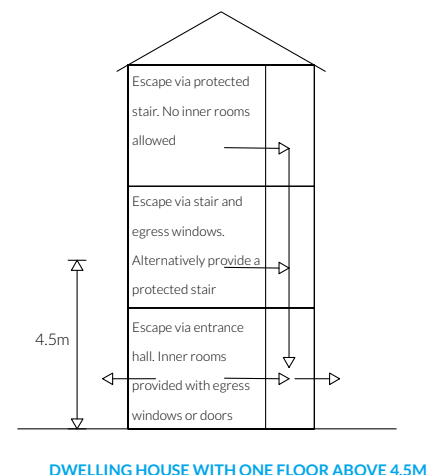 Escape via protected
stair. No inner rooms
allowed
Escape via stair and
egress windows.
Alternatively provide a
protected stair
4.5m
Escape via entrance
hall. Inner rooms
provided with egress
windows or doors
DWELLING HOUSE WITH ONE FLOOR ABOVE 4.5M